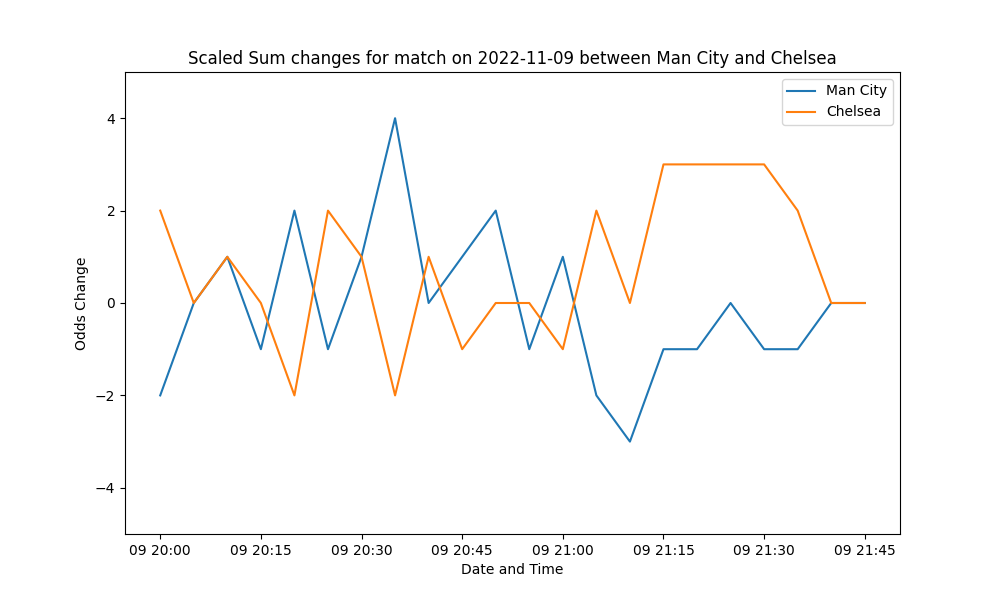 Scaled Sum changes for match on 2022-11-09 between Man City and Chelsea
Man City
Chelsea
4
2
0
−2
−4
Odds Change
09 20:00 09 20:15 09 20:30 09 20:45 09 21:00 09 21:15 09 21:30 09 21:45
Date and Time